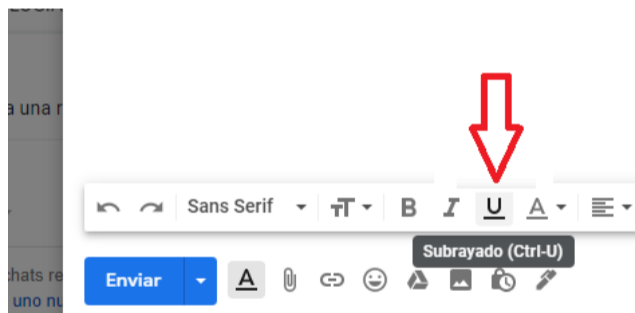 a una r
Sans Serif
B I U A
Subrayado (Ctrl-U)
chats re
Enviar A
uno nu